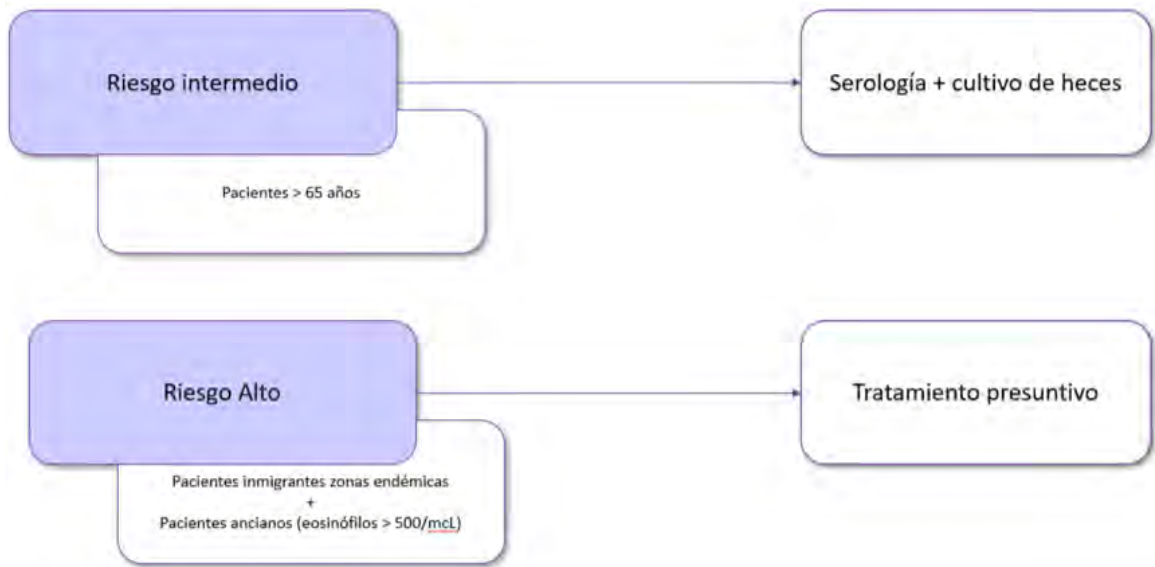 Riesgo intermedio
Serología + cultivo de heces
Pacientes > 65 años
Riesgo Alto
Tratamiento presuntivo
Pacientes inmigrantes zonas endémicas
+
Pacientes ancianos (eosinófilos > 500/mcL)